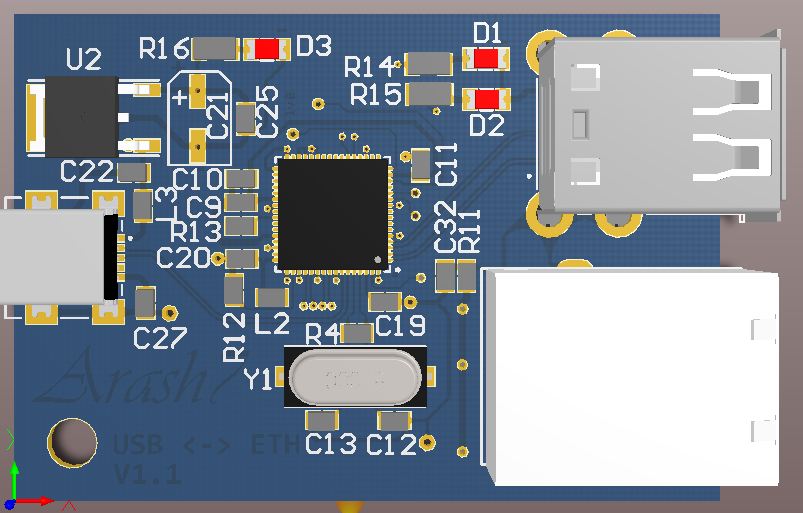 R16
D3
D1
U2
R14
R15
D2
+
C21
C25
C22
C10
C11
L3
C9
R13
C20
C32
R11
C27
R12
L2
C19
R4
Y1
Arash
USB <-> ETH
V1.1
C13
C12